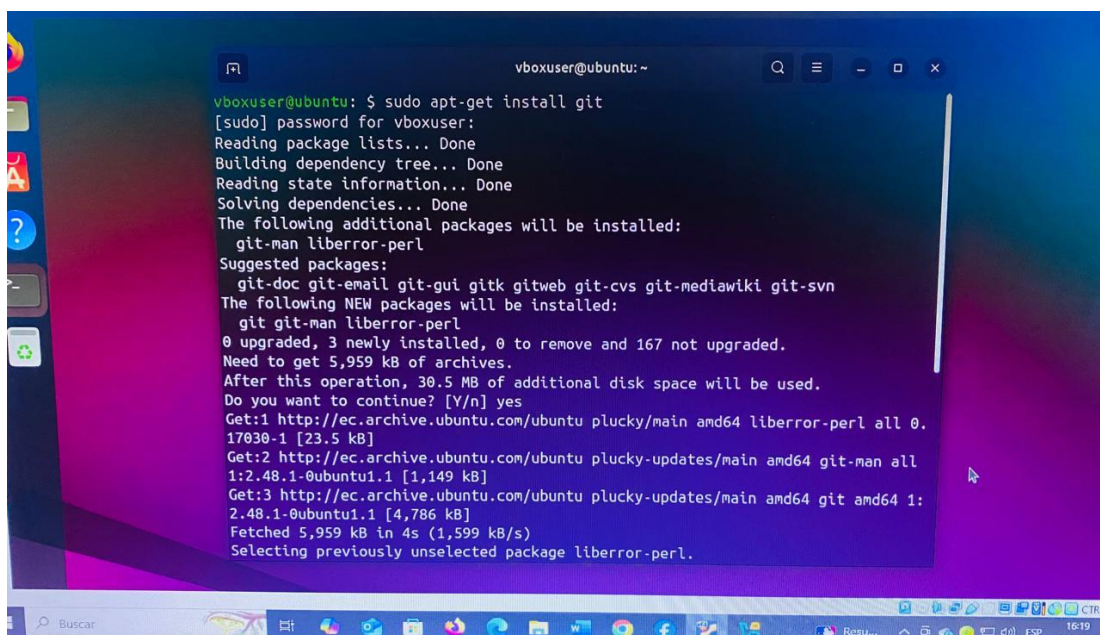 vboxuser@ubuntu: ~
vboxuser@ubuntu: $ sudo apt-get install git
[sudo] password for vboxuser:
Reading package lists... Done
Building dependency tree... Done
Reading state information... Done
Solving dependencies... Done
The following additional packages will be installed:
git-man liberror-perl
Suggested packages:
git-doc git-email git-gui gitk gitweb git-cvs git-mediawiki git-svn
The following NEW packages will be installed:
git git-man liberror-perl
0 upgraded, 3 newly installed, 0 to remove and 167 not upgraded.
Need to get 5,959 kB of archives.
After this operation, 30.5 MB of additional disk space will be used.
Do you want to continue? [Y/n] yes
Get:1 http://ec.archive.ubuntu.com/ubuntu plucky/main amd64 liberror-perl all 0.
17030-1 [23.5 kB]
Get:2 http://ec.archive.ubuntu.com/ubuntu plucky-updates/main amd64 git-man all
1:2.48.1-0ubuntu1.1 [1,149 kB]
Get:3 http://ec.archive.ubuntu.com/ubuntu plucky-updates/main amd64 git amd64 1:
2.48.1-0ubuntu1.1 [4,786 kB]
Fetched 5,959 kB in 4s (1,599 kB/s)
Selecting previously unselected package liberror-perl.
CTR
Buscar
Resu...
ESP
16:19